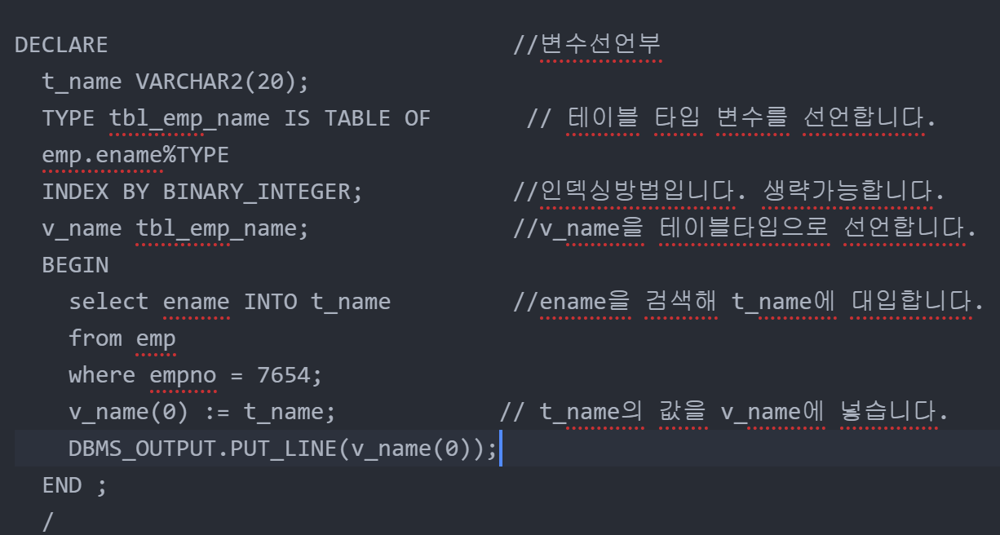 DECLARE //변수선언부
t_name VARCHAR2(20);
TYPE tbl_emp_name IS TABLE OF // 테이블 타입 변수를 선언합니다.
emp.ename%TYPE
INDEX BY BINARY_INTEGER; //인덱싱방법입니다. 생략가능합니다.
v_name tbl_emp_name; //v_name을 테이블타입으로 선언합니다.
BEGIN
select ename INTO t_name //ename을 검색해 t_name에 대입합니다.
from emp
where empno = 7654;
v_name(0) := t_name; // t_name의 값을 v_name에 넣습니다.
DBMS_OUTPUT.PUT_LINE(v_name(0));
END ;
/